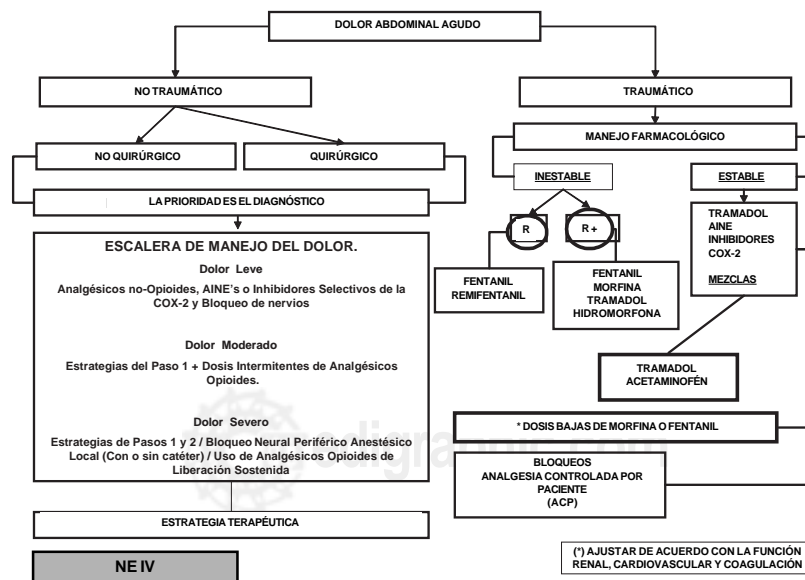 DOLOR ABDOMINAL AGUDO
NO TRAUMÁTICO
TRAUMÁTICO
MANEJO FARMACOLÓGICO
NO QUIRÚRGICO
QUIRÚRGICO
INESTABLE
ESTABLE
LA PRIORIDAD ES EL DIAGNÓSTICO
R
R +
TRAMADOL
AINE
INHIBIDORES
COX-2
MEZCLAS
ESCALERA DE MANEJO DEL DOLOR.
Dolor Leve
Analgésicos no-Opioides, AINE's o Inhibidores Selectivos de la
COX-2 y Bloqueo de nervios
Dolor Moderado
Estrategias del Paso 1 + Dosis Intermitentes de Analgésicos
Opioides.
Dolor Severo
Estrategias de Pasos 1 y 2 / Bloqueo Neural Periférico Anestésico
Local (Con o sin catéter) / Uso de Analgésicos Opioides de
Liberación Sostenida
FENTANIL
REMIFENTANIL
FENTANIL
MORFINA
TRAMADOL
HIDROMORFONA
TRAMADOL
ACETAMINOFÉN
* DOSIS BAJAS DE MORFINA O FENTANIL
BLOQUEOS
ANALGESIA CONTROLADA POR
PACIENTE
(ACP)
ESTRATEGIA TERAPÉUTICA
NE IV
(*) AJUSTAR DE ACUERDO CON LA FUNCIÓN
RENAL, CARDIOVASCULAR Y COAGULACIÓN